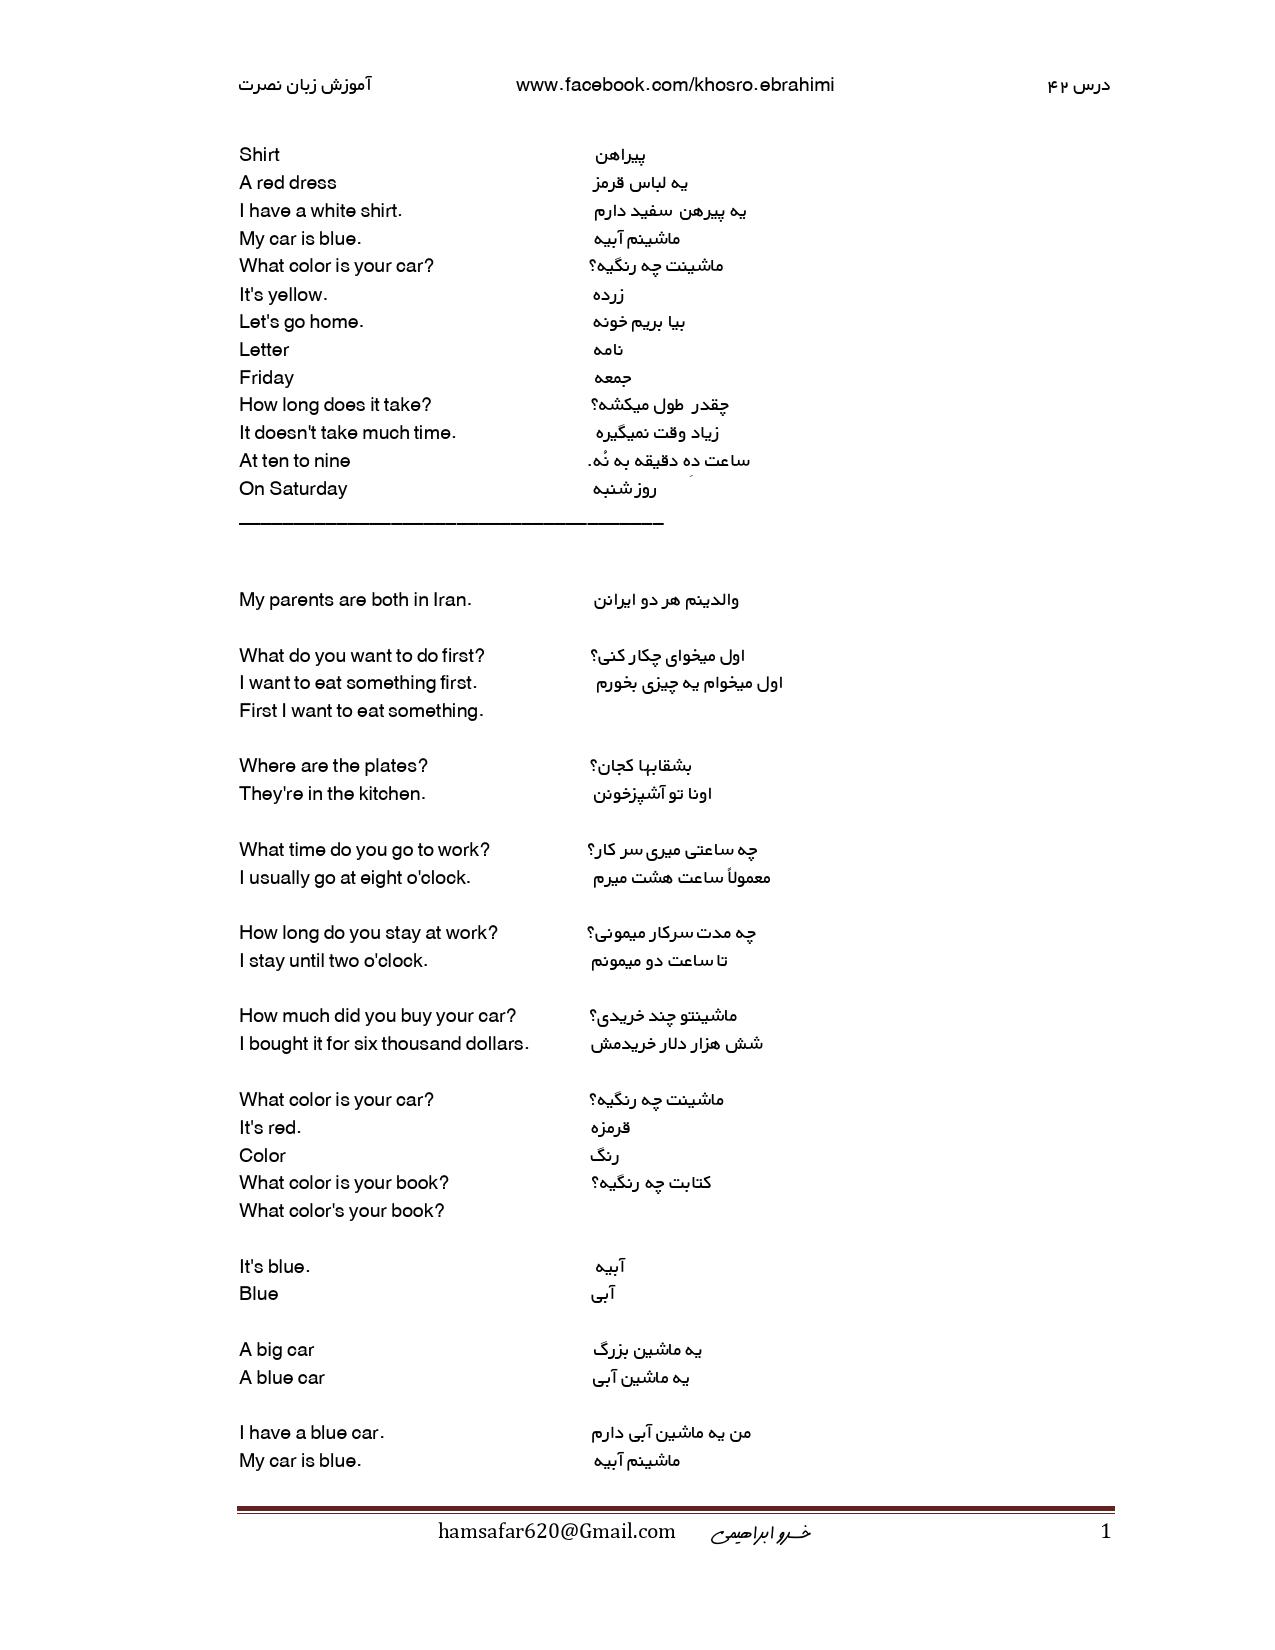 آموزش زبان نصرت www.facebook.com/khosro.ebrahimi درس ۴۲
Shirt پیراهن
A red dress یه لباس قرمز
I have a white shirt. یه پیرهن سفید دارم
My car is blue. ماشینم آبیه
What color is your car? ماشینت چه رنگیه؟
It's yellow. زرده
Let's go home. بیا بریم خونه
Letter نامه
Friday جمعه
How long does it take? چقدر طول میکشه؟
It doesn't take much time. زیاد وقت نمیگیره
At ten to nine ساعت دِه دقیقه به نُه.
On Saturday روز شنبه
My parents are both in Iran. والدینم هر دو ایرانن
What do you want to do first? اول میخوای چکار کنی؟
I want to eat something first. اول میخوام یه چیزی بخورم
First I want to eat something.
Where are the plates? بشقابها کجان؟
They're in the kitchen. اونا تو آشپزخونن
What time do you go to work? چه ساعتی میری سر کار؟
I usually go at eight o'clock. معمولاً ساعت هشت میرم
How long do you stay at work? چه مدت سرکار میمونی؟
I stay until two o'clock. تا ساعت دو میمونم
How much did you buy your car? ماشینتو چند خریدی؟
I bought it for six thousand dollars. شش هزار دلار خریدمش
What color is your car? ماشینت چه رنگیه؟
It's red. قرمزه
Color رنگ
What color is your book? کتابت چه رنگیه؟
What color's your book?
It's blue. آبیه
Blue آبی
A big car یه ماشین بزرگ
A blue car یه ماشین آبی
I have a blue car. من یه ماشین آبی دارم
My car is blue. ماشینم آبیه
hamsafar620@Gmail.com خسرو ابراهیمی 1